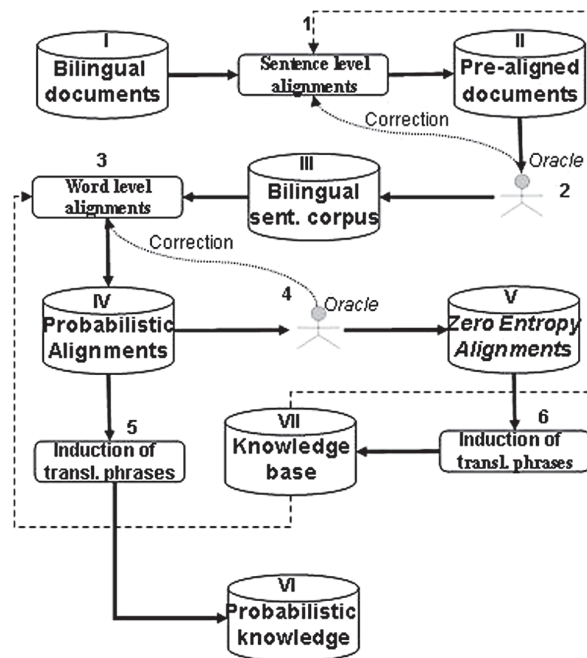 1
I
Bilingual
documents
Sentence level
alignments
II
Pre-aligned
documents
Correction
Oracle
2
3
Word level
alignments
III
Bilingual
sent. corpus
Correction
IV
Probabilistic
Alignments
4
Oracle
V
Zero Entropy
Alignments
5
Induction of
transl. phrases
VII
Knowledge
base
6
Induction of
transl. phrases
VI
Probabilistic
knowledge